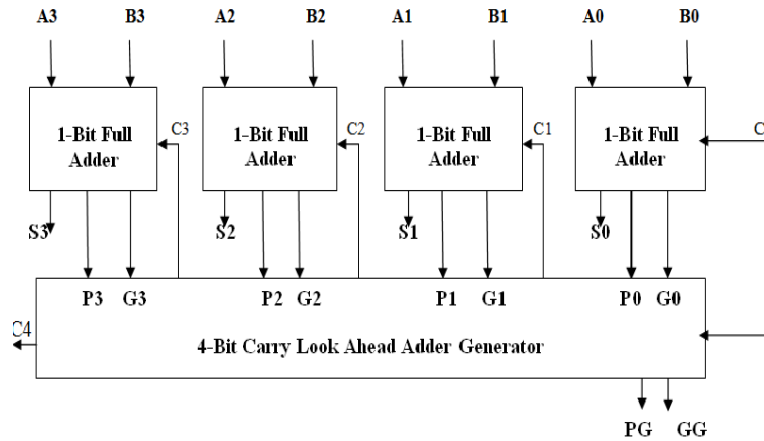 A3 B3 A2 B2 A1 B1 A0 B0
1-Bit Full
Adder
C3
1-Bit Full
Adder
C2
1-Bit Full
Adder
C1
1-Bit Full
Adder
C
S3 S2 S1 S0
P3 G3 P2 G2 P1 G1 P0 G0
C4
4-Bit Carry Look Ahead Adder Generator
PG GG